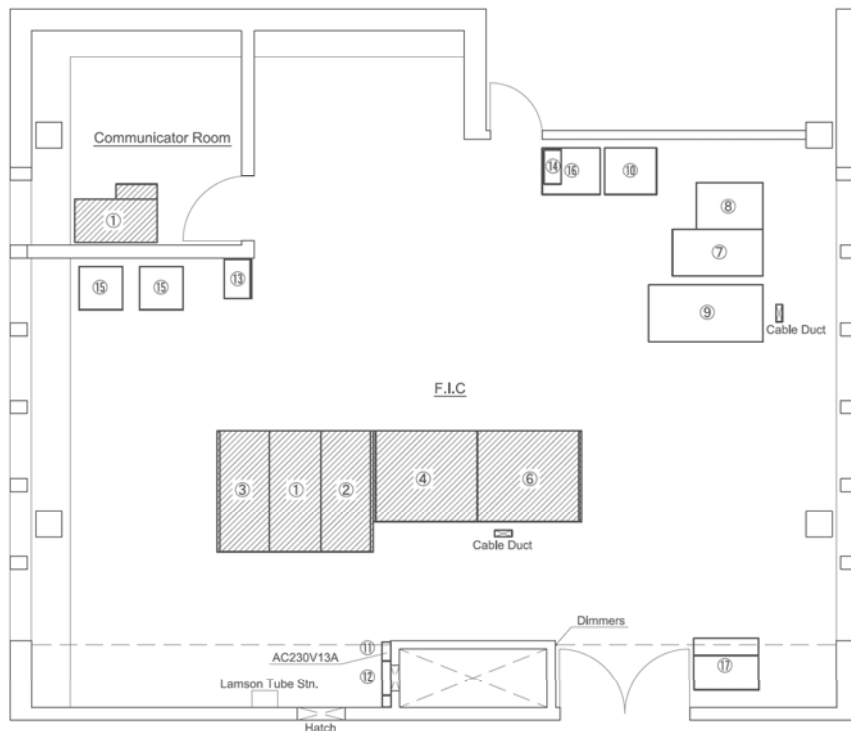 Communicator Room
⑭
⑯
⑩
①
⑧
⑦
⑮
⑮
⑬
⑨
Cable Duct
F.I.C
③
①
②
④
⑥
Cable Duct
Dimmers
⑪
AC230V13A
⑫
⑰
Lamson Tube Stn.
Hatch